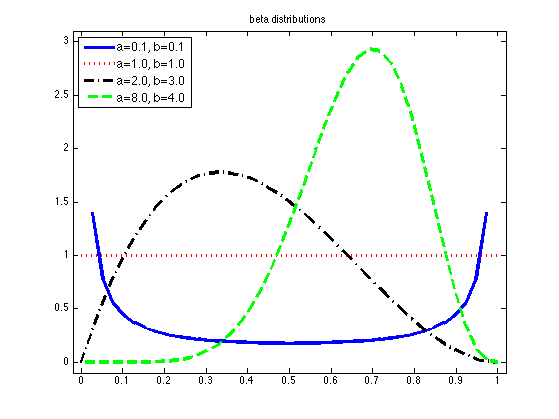 beta distributions
a=0.1, b=0.1
a=1.0, b=1.0
a=2.0, b=3.0
a=8.0, b=4.0
3
2.5
2
1.5
1
0.5
0
0 0.1 0.2 0.3 0.4 0.5 0.6 0.7 0.8 0.9 1